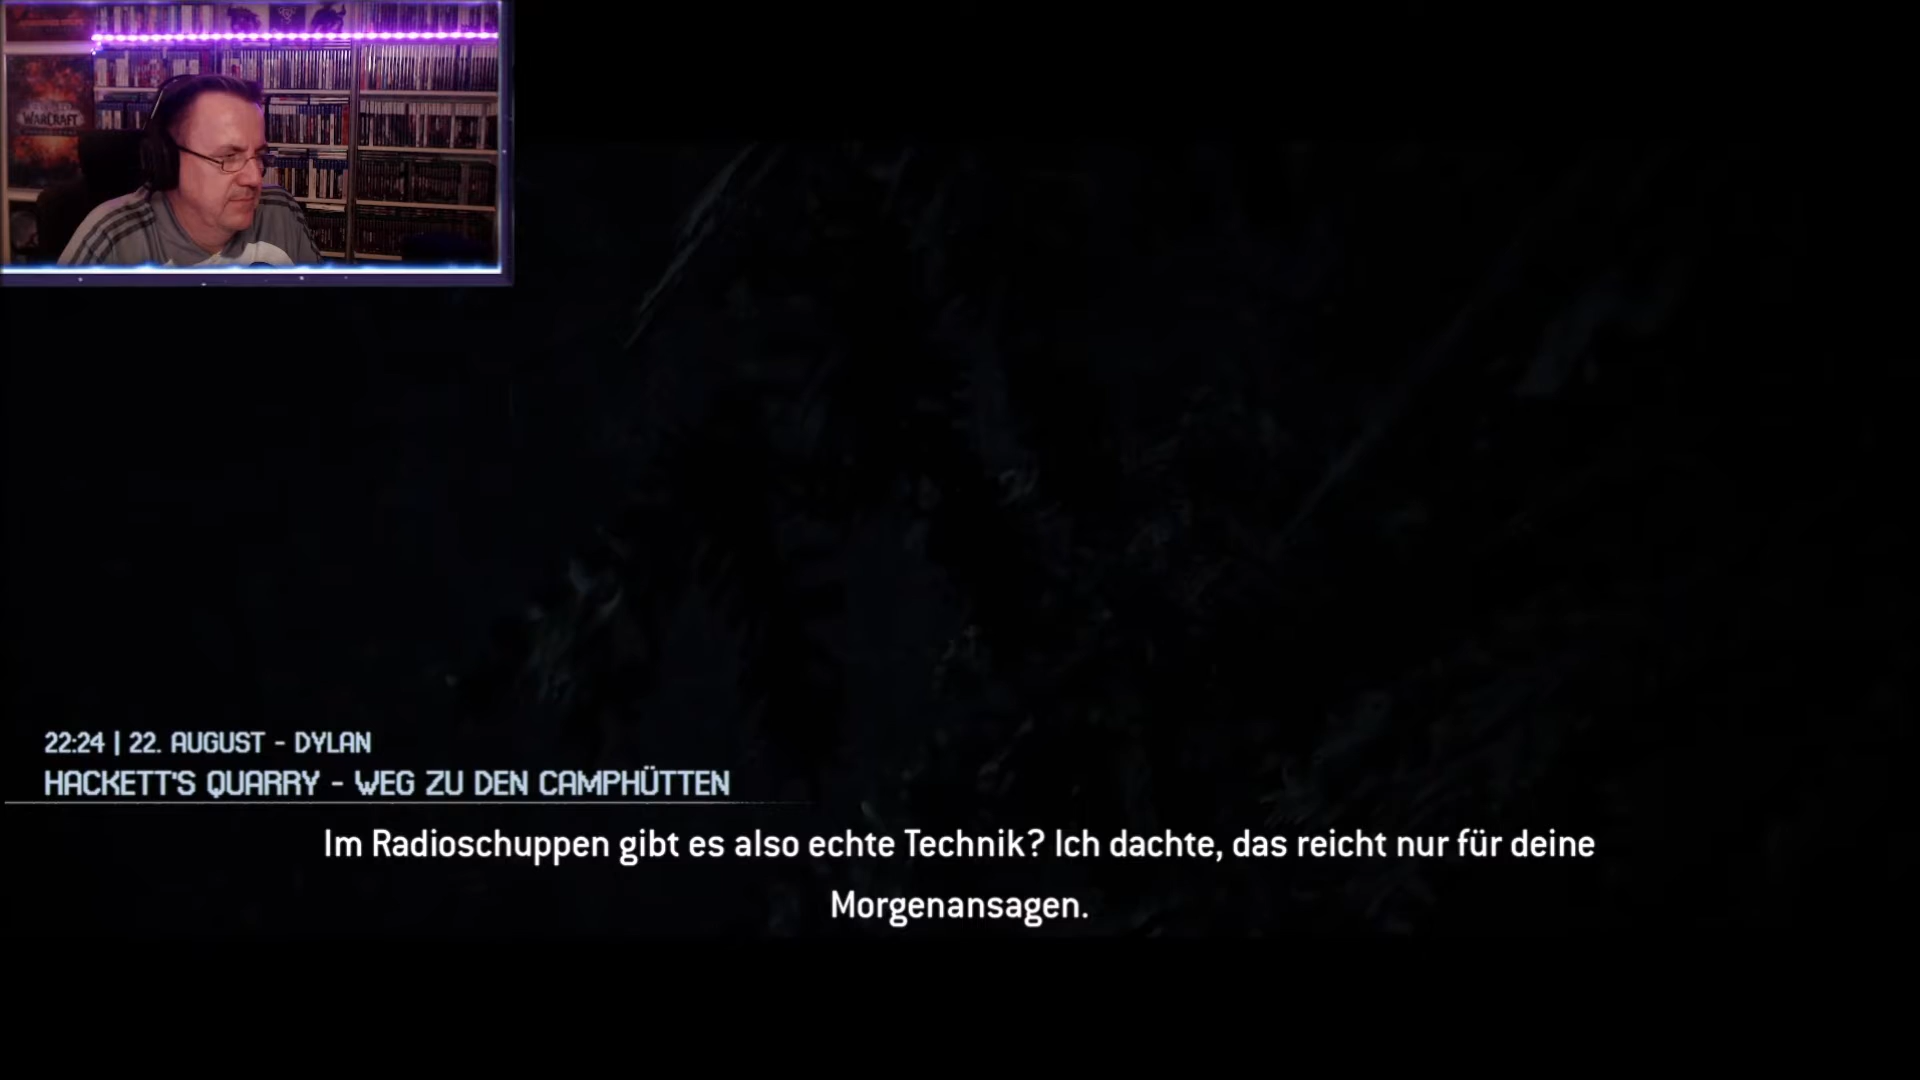 WARCRAFT
22:24 | 22. AUGUST - DYLAN
HACKETT'S QUARRY - WEG ZU DEN CAMPHÜTTEN
Im Radioschuppen gibt es also echte Technik? Ich dachte, das reicht nur für deine
Morgenansagen.